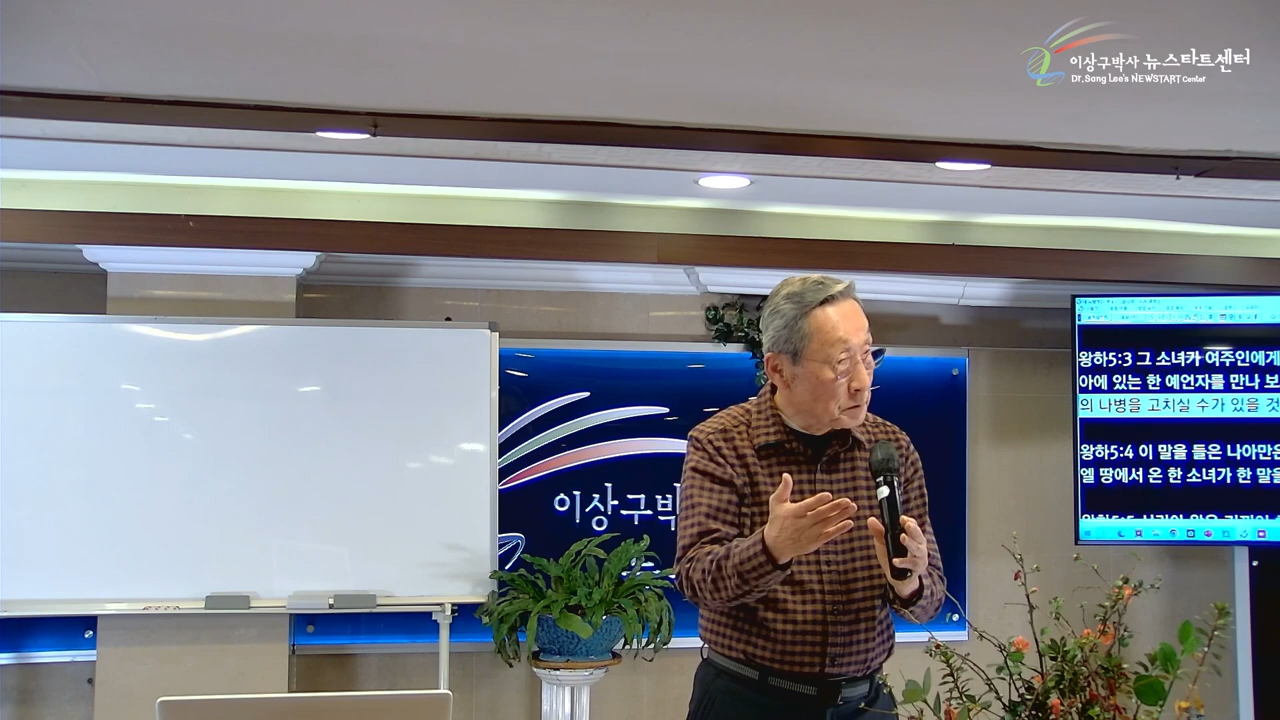 이상구박사 뉴스타트센터
Dr. Sang Lee's NEWSTART Center
왕하5:3 그 소녀가 여주인에게
아에 있는 한 예언자를 만나 보
의 나병을 고치실 수가 있을 것
왕하5:4 이 말을 들은 나아만은
엘 땅에서 온 한 소녀가 한 말을
이상구박